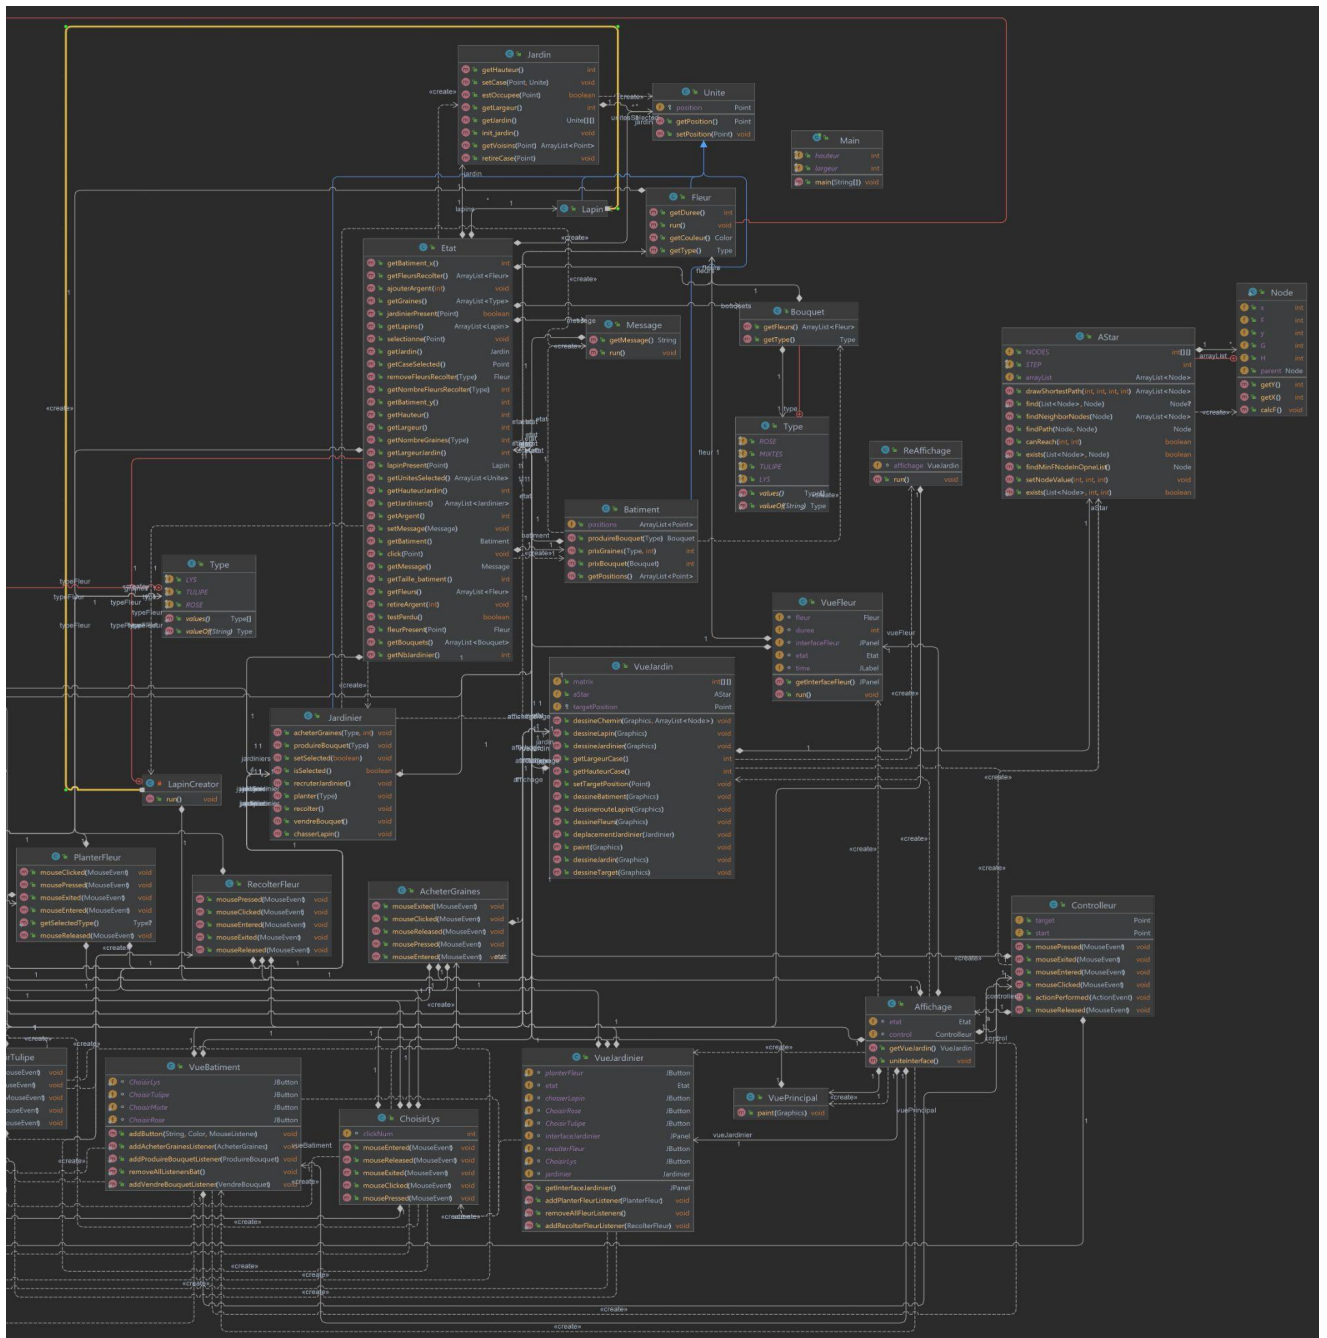 Jardin
getHauteur() int
setCase(Point, Unite) void
estOccupee(Point) boolean
getLargeur() int
getJardin() Unite[][]
init_jardin() void
getVoisins(Point) ArrayList<Point>
retireCase(Point) void
Unite
position Point
getPosition() Point
setPosition(Point) void
Main
hauteur int
largeur int
main(String[]) void
Lapin
Fleur
getDuree() int
run() void
getCouleur() Color
getType() Type
Etat
getBatiment_x() int
getFleursRecolter() ArrayList<Fleur>
ajouterArgent(int) void
getGraines() ArrayList<Type>
jardinierPresent(Point) boolean
getLapins() ArrayList<Lapin>
selectionne(Point) void
getJardin() Jardin
getCaseSelected() Point
removeFleursRecolter(Type) Fleur
getNombreFleursRecolter(Type) int
getBatiment_y() int
getHauteur() int
getLargeur() int
getNombreGraines(Type) int
getLargeurJardin() int
lapinPresent(Point) Lapin
getUnitesSelected() ArrayList<Unite>
getHauteurJardin() int
getJardiniers() ArrayList<Jardinier>
getArgent() int
setMessage(Message) void
getBatiment() Batiment
click(Point) void
getMessage() Message
getTaille_batiment() int
getFleurs() ArrayList<Fleur>
retireArgent(int) void
testPerdu() boolean
fleurPresent(Point) Fleur
getBouquets() ArrayList<Bouquet>
getNbJardinier() int
Message
getMessage() String
run() void
Bouquet
getFleurs() ArrayList<Fleur>
getType() Type
Type
ROSE
MIXTES
TULIPE
LYS
values() Type[]
valueOf(String) Type
Node
x int
F int
y int
G int
H int
parent Node
getY() int
getX() int
calcF() void
AStar
NODES int[][]
STEP int
arrayList ArrayList<Node>
drawShortestPath(int, int, int, int) ArrayList<Node>
find(List<Node>, Node) Node?
findNeighborNodes(Node) ArrayList<Node>
findPath(Node, Node) Node
canReach(int, int) boolean
exists(List<Node>, Node) boolean
findMinFNodeInOpneList() Node
setNodeValue(int, int, int) void
exists(List<Node>, int, int) boolean
ReAffichage
affichage VueJardin
run() void
Batiment
positions ArrayList<Point>
produireBouquet(Type) Bouquet
prixGraines(Type, int) int
prixBouquet(Bouquet) int
getPositions() ArrayList<Point>
Type
LYS
TULIPE
ROSE
values() Type[]
valueOf(String) Type
VueFleur
fleur Fleur
duree int
interfaceFleur JPanel
etat Etat
time JLabel
getInterfaceFleur() JPanel
run() void
VueJardin
matrix int[][]
aStar AStar
targetPosition Point
dessineChemin(Graphics, ArrayList<Node>) void
dessineLapin(Graphics) void
dessineJardinier(Graphics) void
getLargeurCase() int
getHauteurCase() int
setTargetPosition(Point) void
dessineBatiment(Graphics) void
dessinerouteLapin(Graphics) void
dessineFleurs(Graphics) void
deplacementJardinier(Jardinier) void
paint(Graphics) void
dessineJardin(Graphics) void
dessineTarget(Graphics) void
Jardinier
acheterGraines(Type, int) void
produireBouquet(Type) void
setSelected(boolean) void
isSelected() boolean
recruterJardinier() void
planter(Type) void
recolter() void
vendreBouquet() void
chasserLapin() void
LapinCreator
run() void
PlanterFleur
mouseClicked(MouseEvent) void
mousePressed(MouseEvent) void
mouseExited(MouseEvent) void
mouseEntered(MouseEvent) void
getSelectedType() Type?
mouseReleased(MouseEvent) void
RecolterFleur
mousePressed(MouseEvent) void
mouseClicked(MouseEvent) void
mouseEntered(MouseEvent) void
mouseExited(MouseEvent) void
mouseReleased(MouseEvent) void
AcheterGraines
mouseExited(MouseEvent) void
mouseClicked(MouseEvent) void
mouseReleased(MouseEvent) void
mousePressed(MouseEvent) void
mouseEntered(MouseEvent) void
Controlleur
target Point
start Point
mousePressed(MouseEvent) void
mouseExited(MouseEvent) void
mouseEntered(MouseEvent) void
mouseClicked(MouseEvent) void
actionPerformed(ActionEvent) void
mouseReleased(MouseEvent) void
Affichage
etat Etat
control Controlleur
getVueJardin() VueJardin
uniteInterface() void
VueBatiment
ChoisirLys JButton
ChoisirTulipe JButton
ChoisirMixte JButton
ChoisirRose JButton
addButton(String, Color, MouseListener) void
addAcheterGrainesListener(AcheterGraines) void
addProduireBouquetListener(ProduireBouquet) void
removeAllListenersBat() void
addVendreBouquetListener(VendreBouquet) void
ChoisirLys
clickNum int
mouseEntered(MouseEvent) void
mouseReleased(MouseEvent) void
mouseExited(MouseEvent) void
mouseClicked(MouseEvent) void
mousePressed(MouseEvent) void
VueJardinier
planterFleur JButton
etat Etat
chasserLapin JButton
ChoisirRose JButton
ChoisirTulipe JButton
interfaceJardinier JPanel
recolterFleur JButton
ChoisirLys JButton
jardinier Jardinier
getInterfaceJardinier() JPanel
addPlanterFleurListener(PlanterFleur) void
removeAllFleurListeners() void
addRecolterFleurListener(RecolterFleur) void
VuePrincipal
paint(Graphics) void
«create»
jardin
lapins
message
bouquets
typeFleur
arrayList
aStar
vueFleur
affichage
vueJardinier
vuePrincipal
control